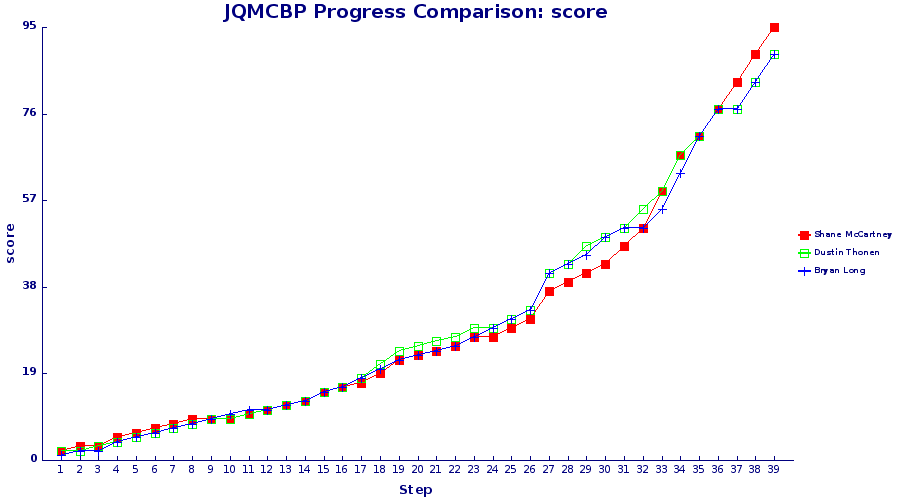 JQMCBP Progress Comparison: score
95
76
57
38
19
0
score
1 2 3 4 5 6 7 8 9 10 11 12 13 14 15 16 17 18 19 20 21 22 23 24 25 26 27 28 29 30 31 32 33 34 35 36 37 38 39
Step
Shane McCartney
Dustin Thonen
Bryan Long